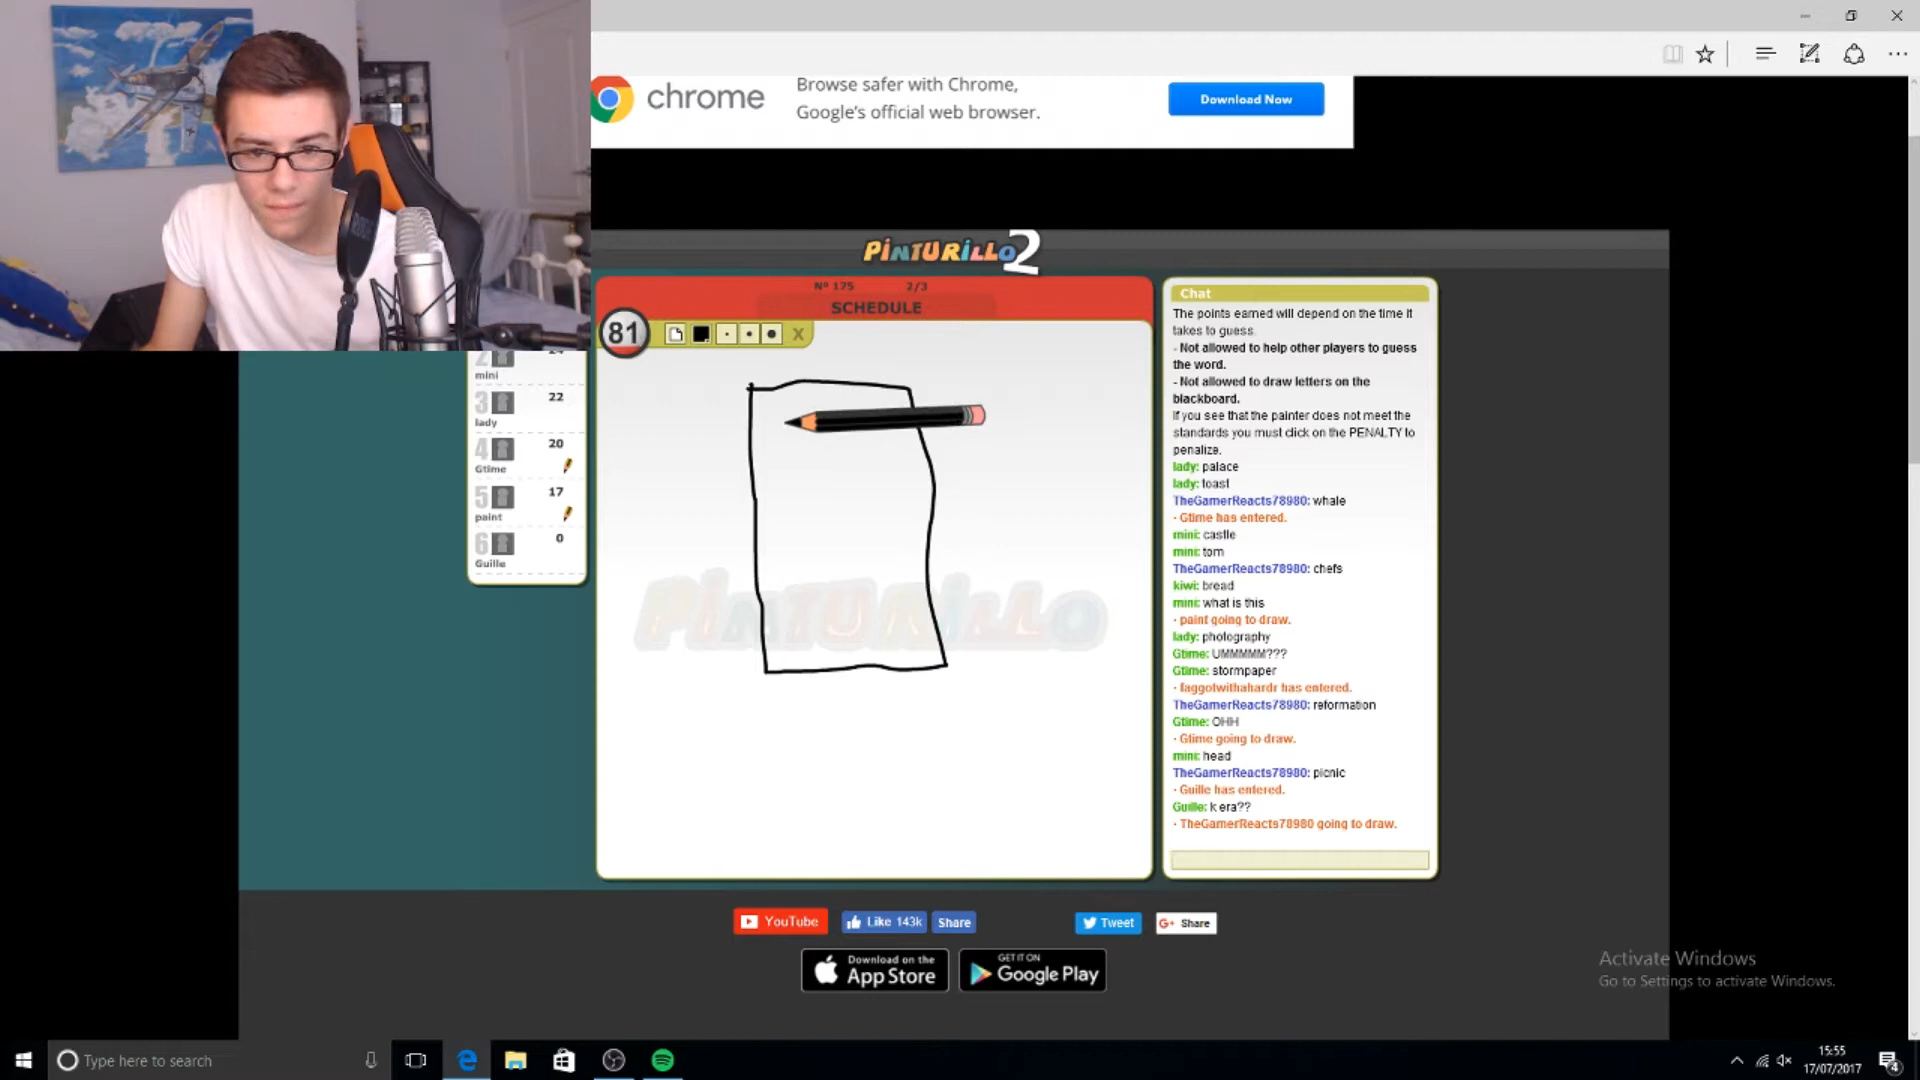 chrome
Browse safer with Chrome,
Google's official web browser.
Download Now
PINTURILLO 2
Nº 175 2/3
SCHEDULE
81
X
2
mini
3 22
lady
4 20
Gtime
5 17
paint
6 0
Guille
PINTURILLO
Chat
The points earned will depend on the time it
takes to guess.
- Not allowed to help other players to guess
the word.
- Not allowed to draw letters on the
blackboard.
If you see that the painter does not meet the
standards you must click on the PENALTY to
penalize.
lady: palace
lady: toast
TheGamerReacts78980: whale
· Gtime has entered.
mini: castle
mini: tom
TheGamerReacts78980: chefs
kiwi: bread
mini: what is this
· paint going to draw.
lady: photography
Gtime: UMMMMM???
Gtime: stormpaper
· faggotwithahardr has entered.
TheGamerReacts78980: reformation
Gtime: OHH
· Gtime going to draw.
mini: head
TheGamerReacts78980: picnic
· Guille has entered.
Guille: k era??
· TheGamerReacts78980 going to draw.
YouTube
Like 143k
Share
Tweet
G+ Share
Download on the
App Store
GET IT ON
Google Play
Activate Windows
Go to Settings to activate Windows.
Type here to search
15:55
17/07/2017
4